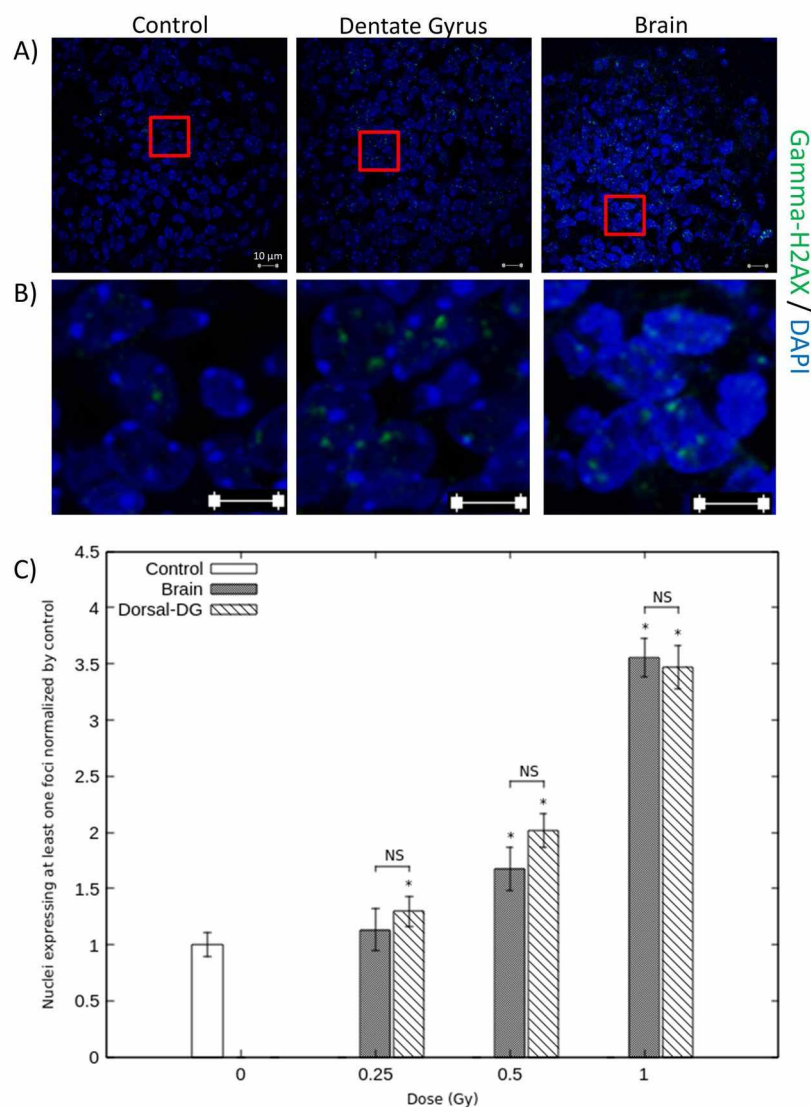 Control Dentate Gyrus Brain
A)
10 µm
B)
Gamma-H2AX / DAPI
C)
Nuclei expressing at least one foci normalized by control
4.5
4
3.5
3
2.5
2
1.5
1
0.5
0
Control
Brain
Dorsal-DG
NS
*
NS
*
*
NS
*
*
0 0.25 0.5 1
Dose (Gy)